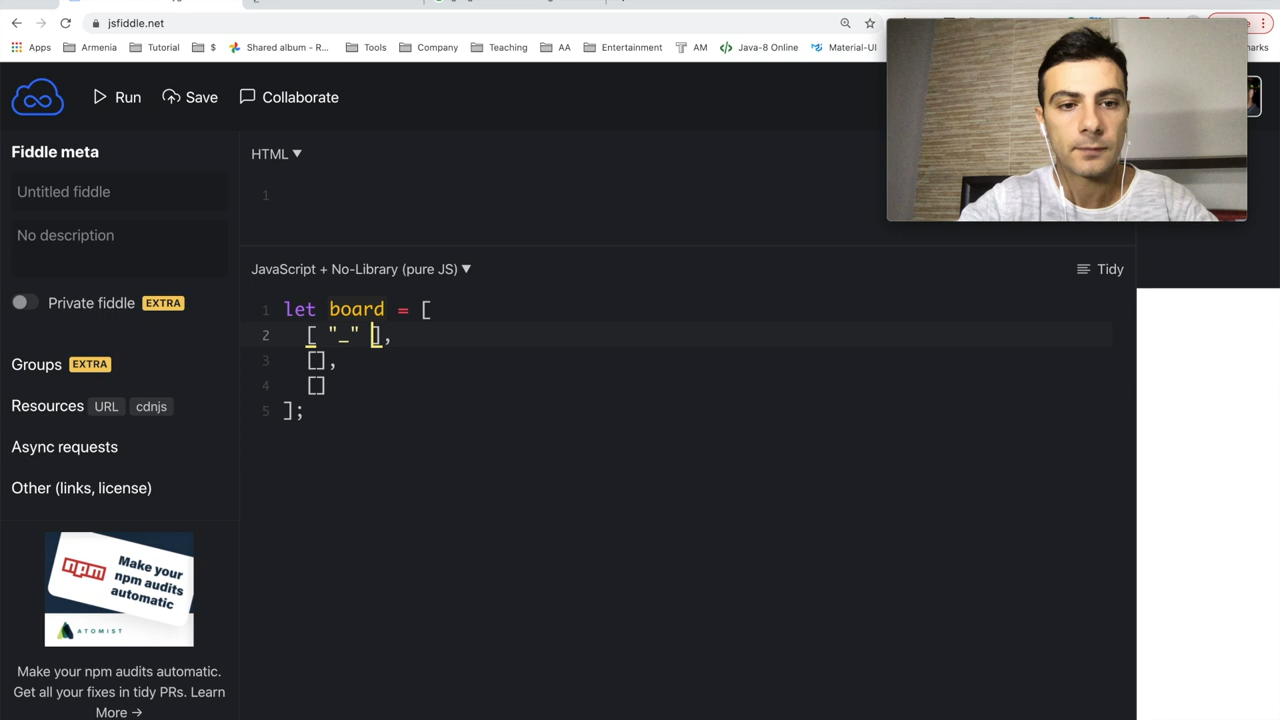 jsfiddle.net
Apps
Armenia
Tutorial
$
Shared album - R...
Tools
Company
Teaching
AA
Entertainment
AM
Java-8 Online
Material-UI
Run
Save
Collaborate
Fiddle meta
Untitled fiddle
No description
Private fiddle EXTRA
Groups EXTRA
Resources URL cdnjs
Async requests
Other (links, license)
npm
Make your
npm audits
automatic
ATOMIST
Make your npm audits automatic.
Get all your fixes in tidy PRs. Learn
More →
HTML ▼
1
JavaScript + No-Library (pure JS) ▼
Tidy
1 let board = [
2 [ "_" ],
3 [],
4 []
5 ];